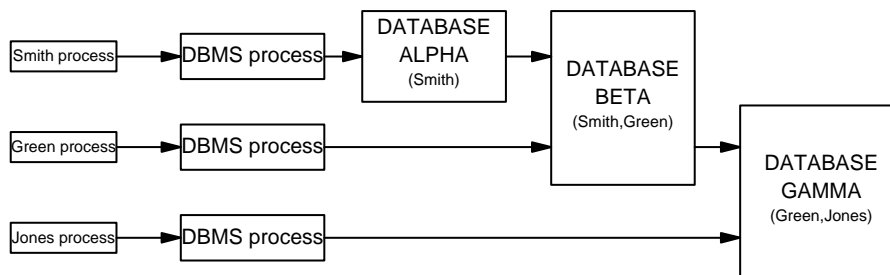 Smith process
DBMS process
DATABASE
ALPHA
(Smith)
DATABASE
BETA
(Smith,Green)
Green process
DBMS process
DATABASE
GAMMA
(Green,Jones)
Jones process
DBMS process